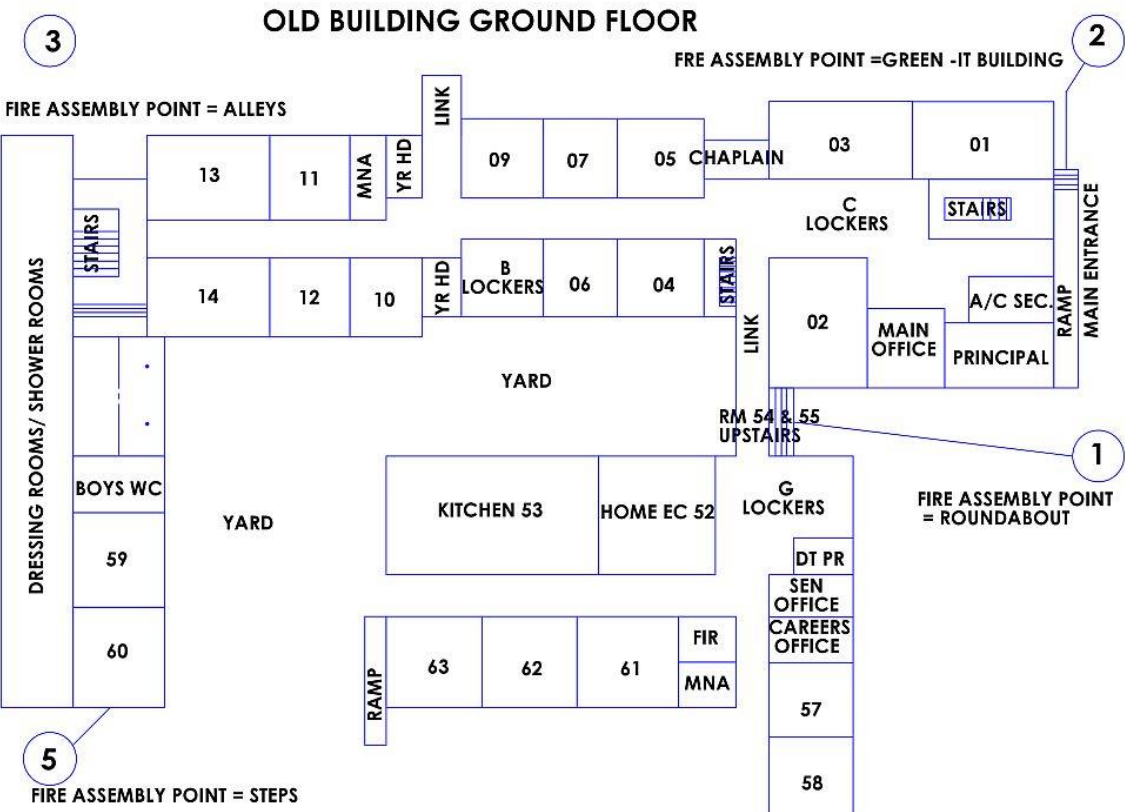 OLD BUILDING GROUND FLOOR
3
2
FRE ASSEMBLY POINT =GREEN -IT BUILDING
FIRE ASSEMBLY POINT = ALLEYS
LINK
13
11
MNA
YR HD
09
07
05
CHAPLAIN
03
01
STAIRS
C
LOCKERS
STAIRS
MAIN ENTRANCE
RAMP
14
12
10
YR HD
B
LOCKERS
06
04
STAIRS
LINK
02
A/C SEC.
MAIN
OFFICE
PRINCIPAL
DRESSING ROOMS/ SHOWER ROOMS
YARD
RM 54 & 55
UPSTAIRS
1
FIRE ASSEMBLY POINT
= ROUNDABOUT
BOYS WC
YARD
KITCHEN 53
HOME EC 52
G
LOCKERS
59
DT PR
SEN
OFFICE
CAREERS
OFFICE
60
RAMP
63
62
61
FIR
MNA
57
58
5
FIRE ASSEMBLY POINT = STEPS